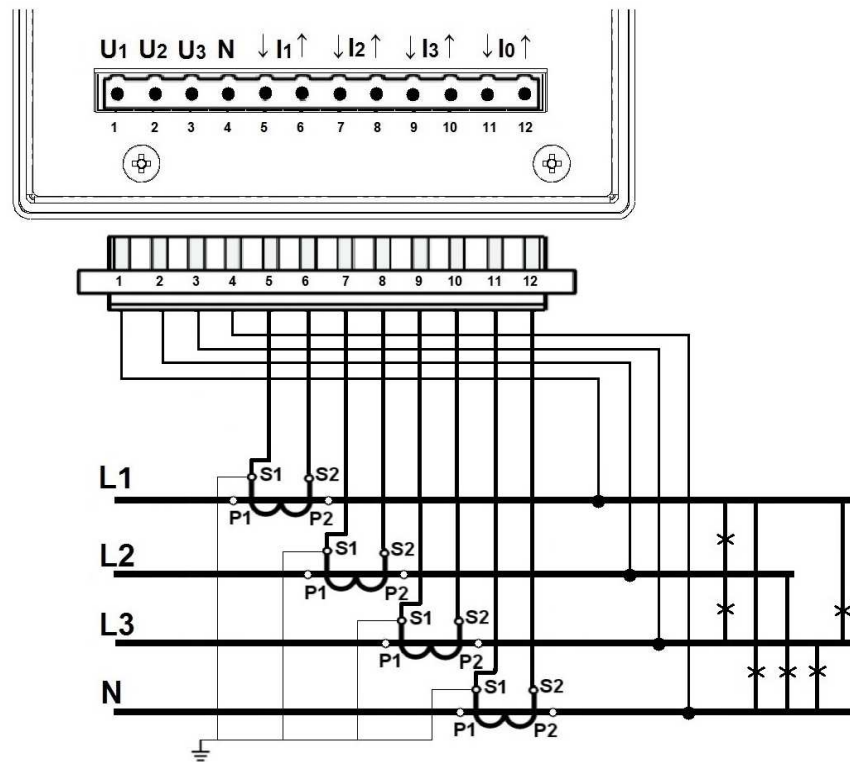 U1 U2 U3 N ↓ I1 ↑ ↓ I2 ↑ ↓ I3 ↑ ↓ I0 ↑
1 2 3 4 5 6 7 8 9 10 11 12
1 2 3 4 5 6 7 8 9 10 11 12
S1 S2
L1
P1 P2
S1 S2
L2
P1 P2
S1 S2
L3
P1 P2
S1 S2
N
P1 P2